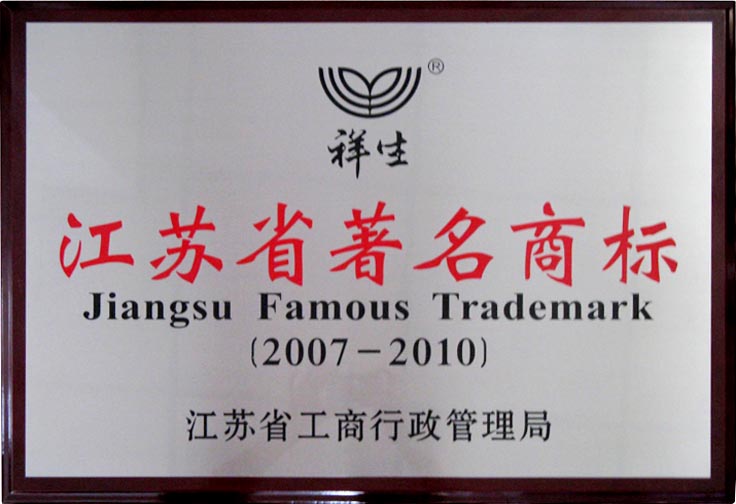 ®
祥生
江苏省著名商标
Jiangsu Famous Trademark
(2007-2010)
江苏省工商行政管理局